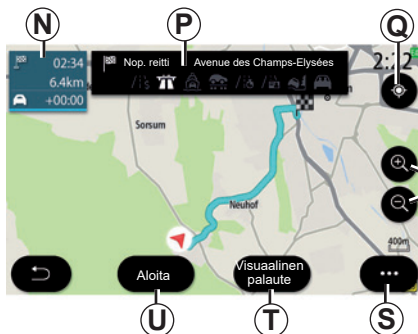 N
P
Q
02:34
6.4km
+00:00
Nop. reitti
Avenue des Champs-Elysées
Sorsum
Neuhof
400m
Aloita
Visuaalinen
palaute
U
T
S